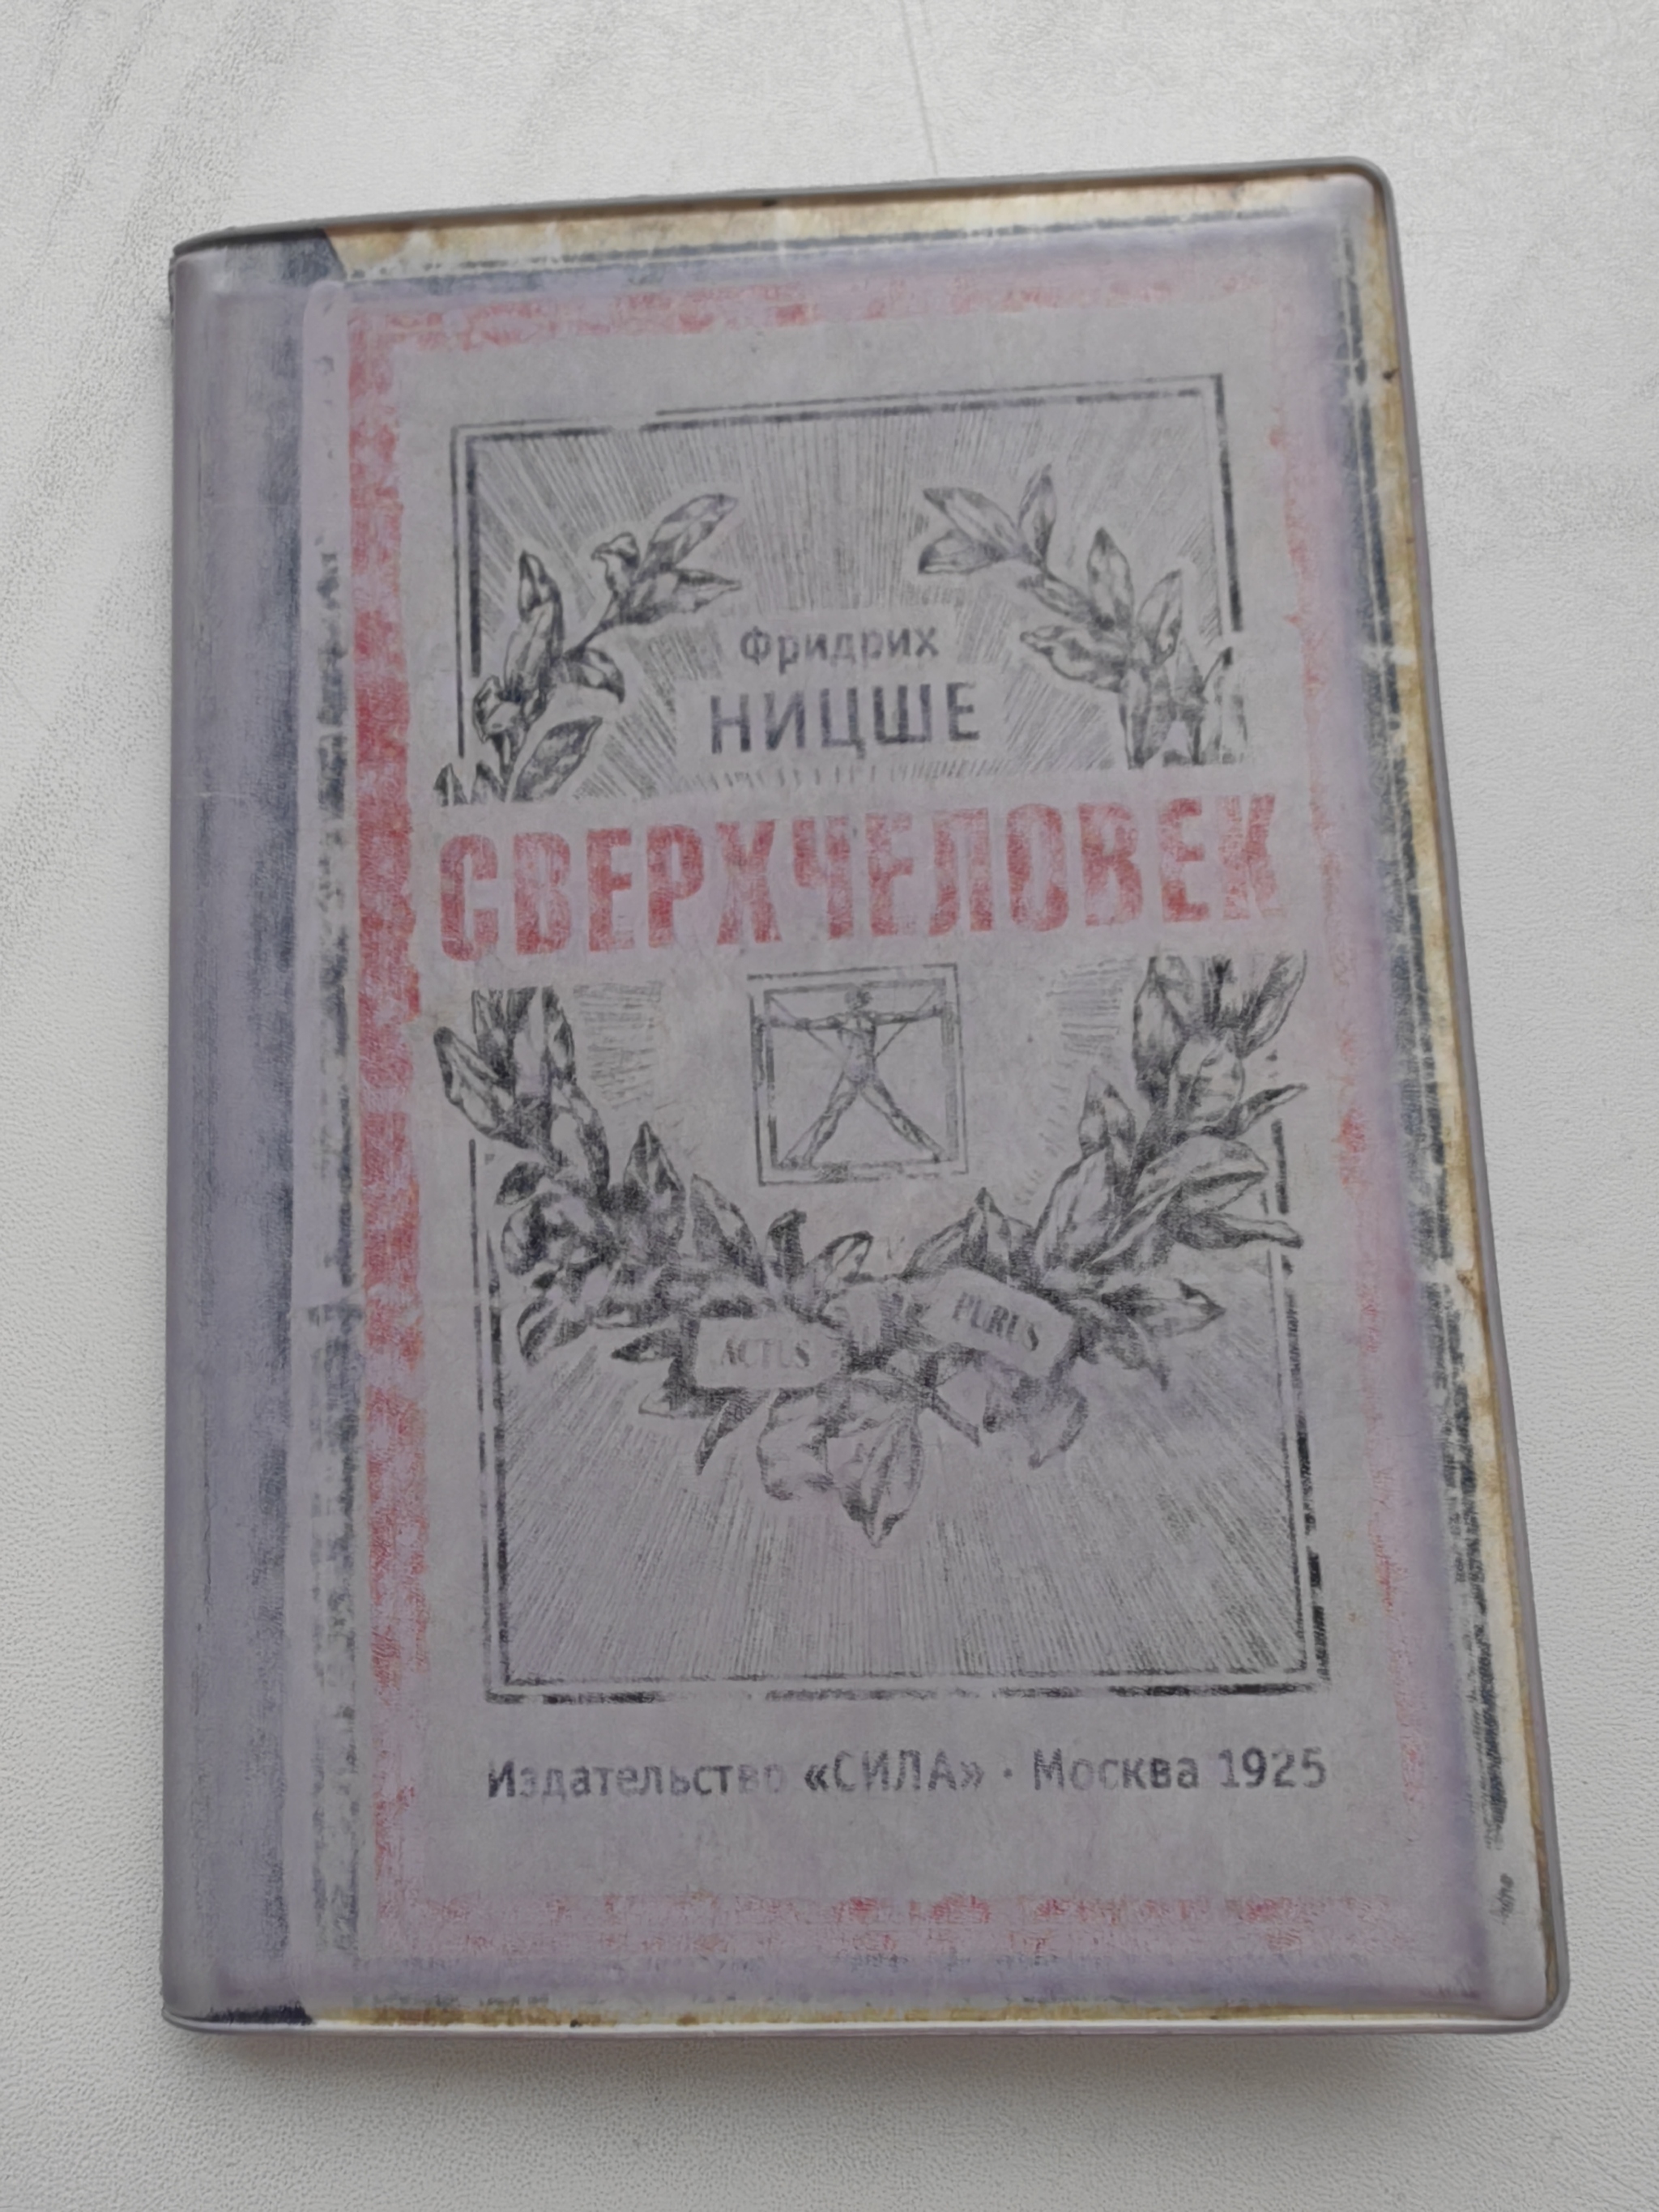 Фридрих
НИЦШЕ
СВЕРХЧЕЛОВЕК
ACTUS
PURUS
Издательство «СИЛА» · Москва 1925